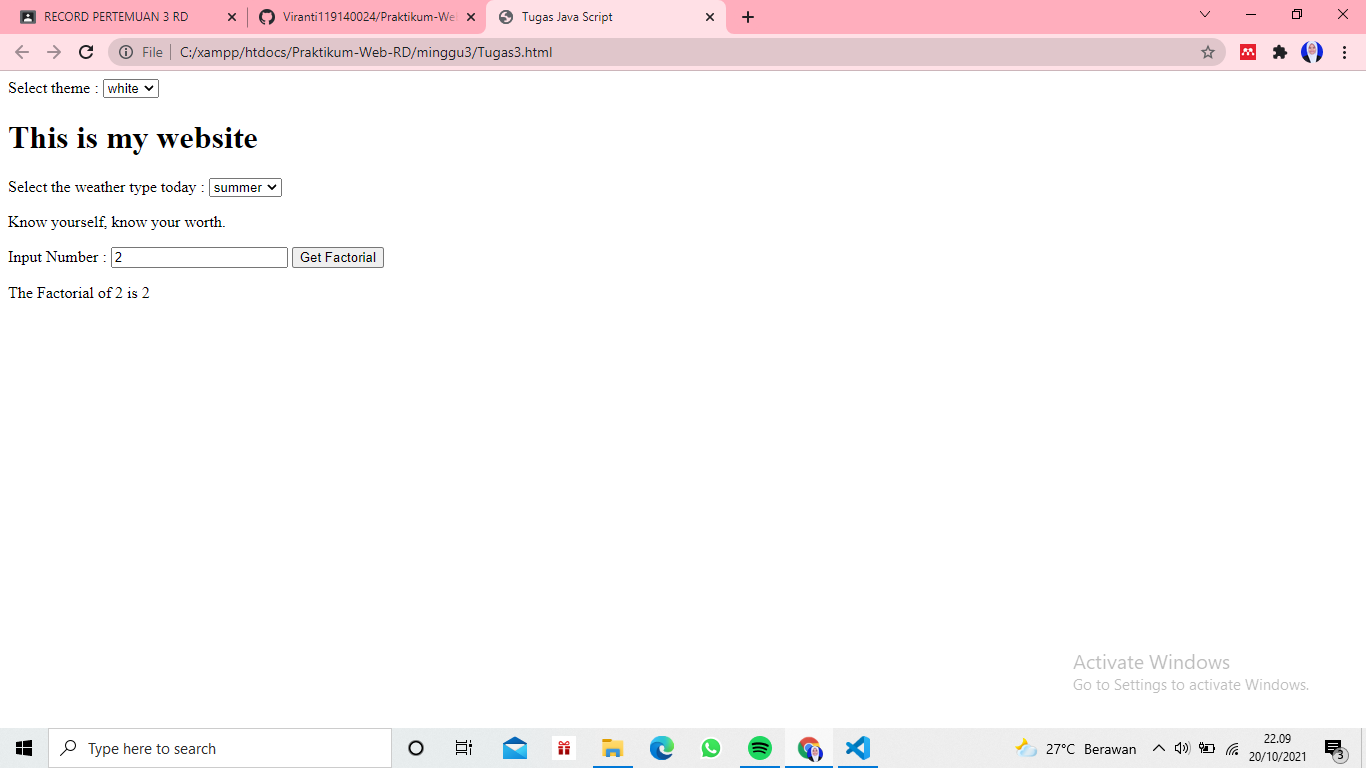 RECORD PERTEMUAN 3 RD
Viranti119140024/Praktikum-Web
Tugas Java Script
File
C:/xampp/htdocs/Praktikum-Web-RD/minggu3/Tugas3.html
Select theme : white
This is my website
Select the weather type today : summer
Know yourself, know your worth.
Input Number : 2 Get Factorial
The Factorial of 2 is 2
Activate Windows
Go to Settings to activate Windows.
Type here to search
27°C Berawan
22.09
20/10/2021
3